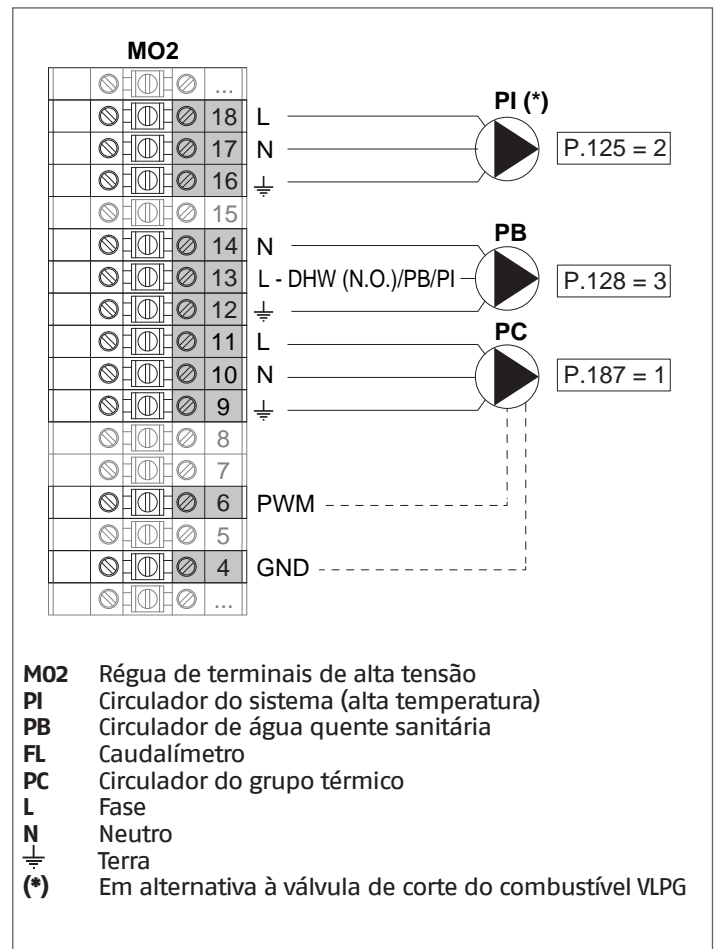 MO2
...
18 L PI (*)
17 N P.125 = 2
16
15
14 N PB
13 L - DHW (N.O.)/PB/PI P.128 = 3
12
11 L PC
10 N P.187 = 1
9
8
7
6 PWM
5
4 GND
...
M02 Régua de terminais de alta tensão
PI Circulador do sistema (alta temperatura)
PB Circulador de água quente sanitária
FL Caudalímetro
PC Circulador do grupo térmico
L Fase
N Neutro
⏚ Terra
(*) Em alternativa à válvula de corte do combustível VLPG